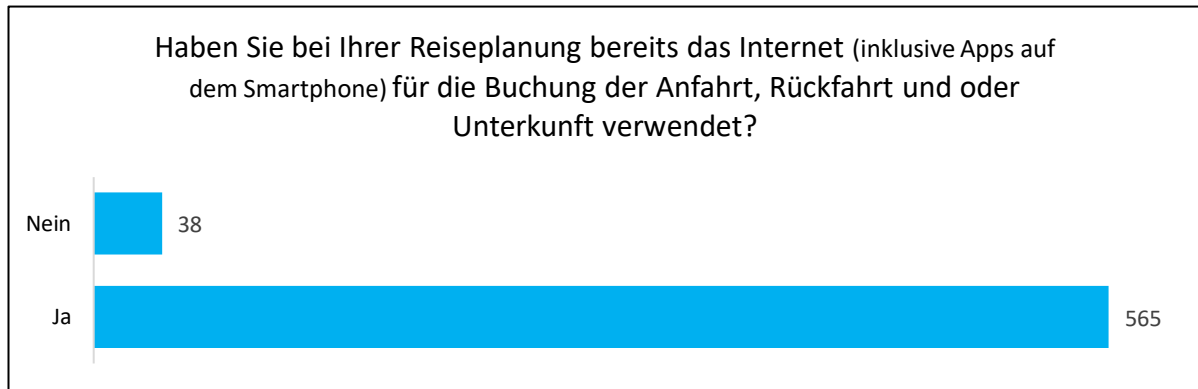 Haben Sie bei Ihrer Reiseplanung bereits das Internet (inklusive Apps auf
dem Smartphone) für die Buchung der Anfahrt, Rückfahrt und oder
Unterkunft verwendet?
Nein
38
Ja
565